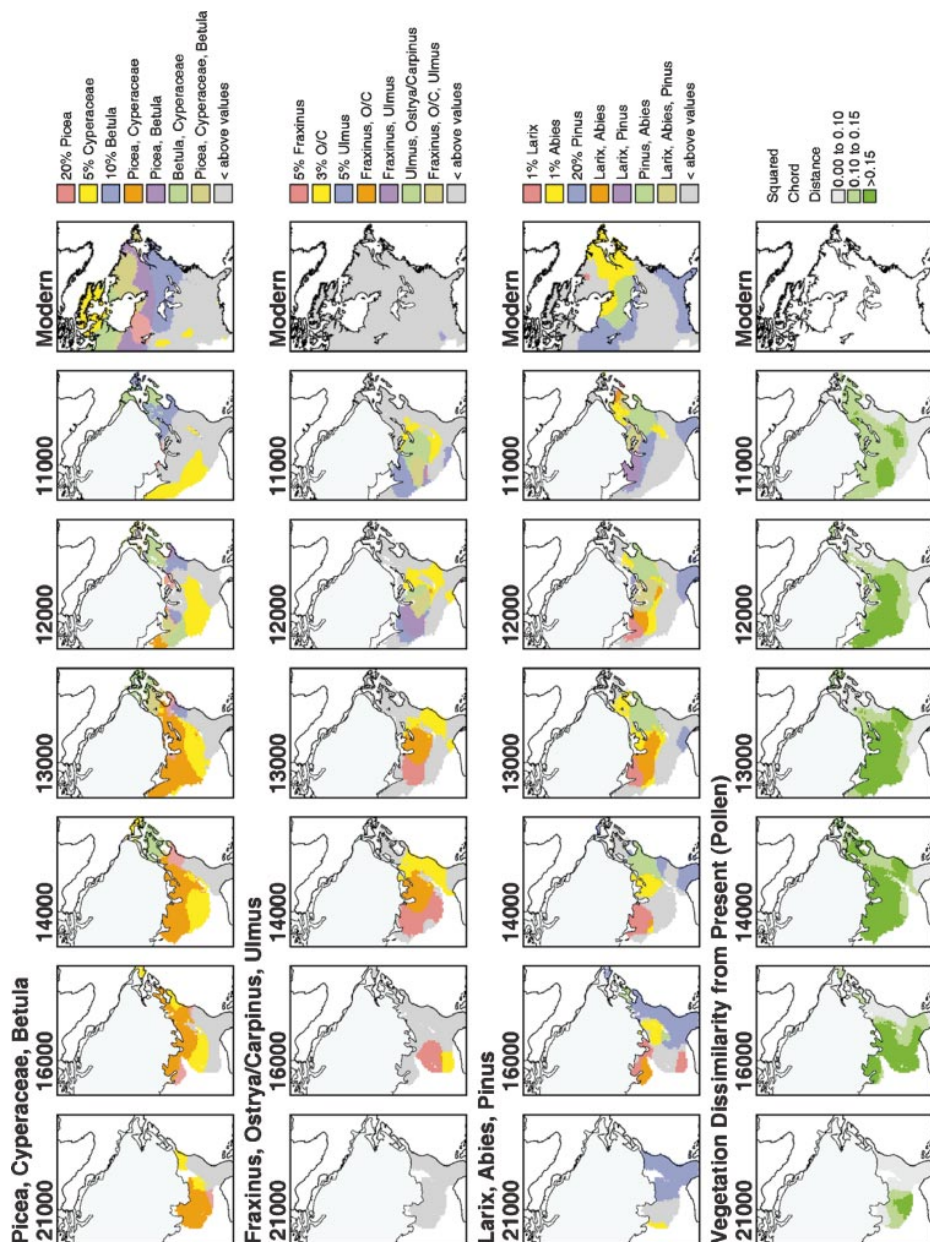 Picea, Cyperaceae, Betula
21000 16000 14000 13000 12000 11000 Modern
20% Picea
5% Cyperaceae
10% Betula
Picea, Cyperaceae
Picea, Betula
Betula, Cyperaceae
Picea, Cyperaceae, Betula
< above values
Fraxinus, Ostrya/Carpinus, Ulmus
21000 16000 14000 13000 12000 11000 Modern
5% Fraxinus
3% O/C
5% Ulmus
Fraxinus, O/C
Fraxinus, Ulmus
Ulmus, Ostrya/Carpinus
Fraxinus, O/C, Ulmus
< above values
Larix, Abies, Pinus
21000 16000 14000 13000 12000 11000 Modern
1% Larix
1% Abies
20% Pinus
Larix, Abies
Larix, Pinus
Pinus, Abies
Larix, Abies, Pinus
< above values
Vegetation Dissimilarity from Present (Pollen)
21000 16000 14000 13000 12000 11000 Modern
Squared
Chord
Distance
0.00 to 0.10
0.10 to 0.15
>0.15